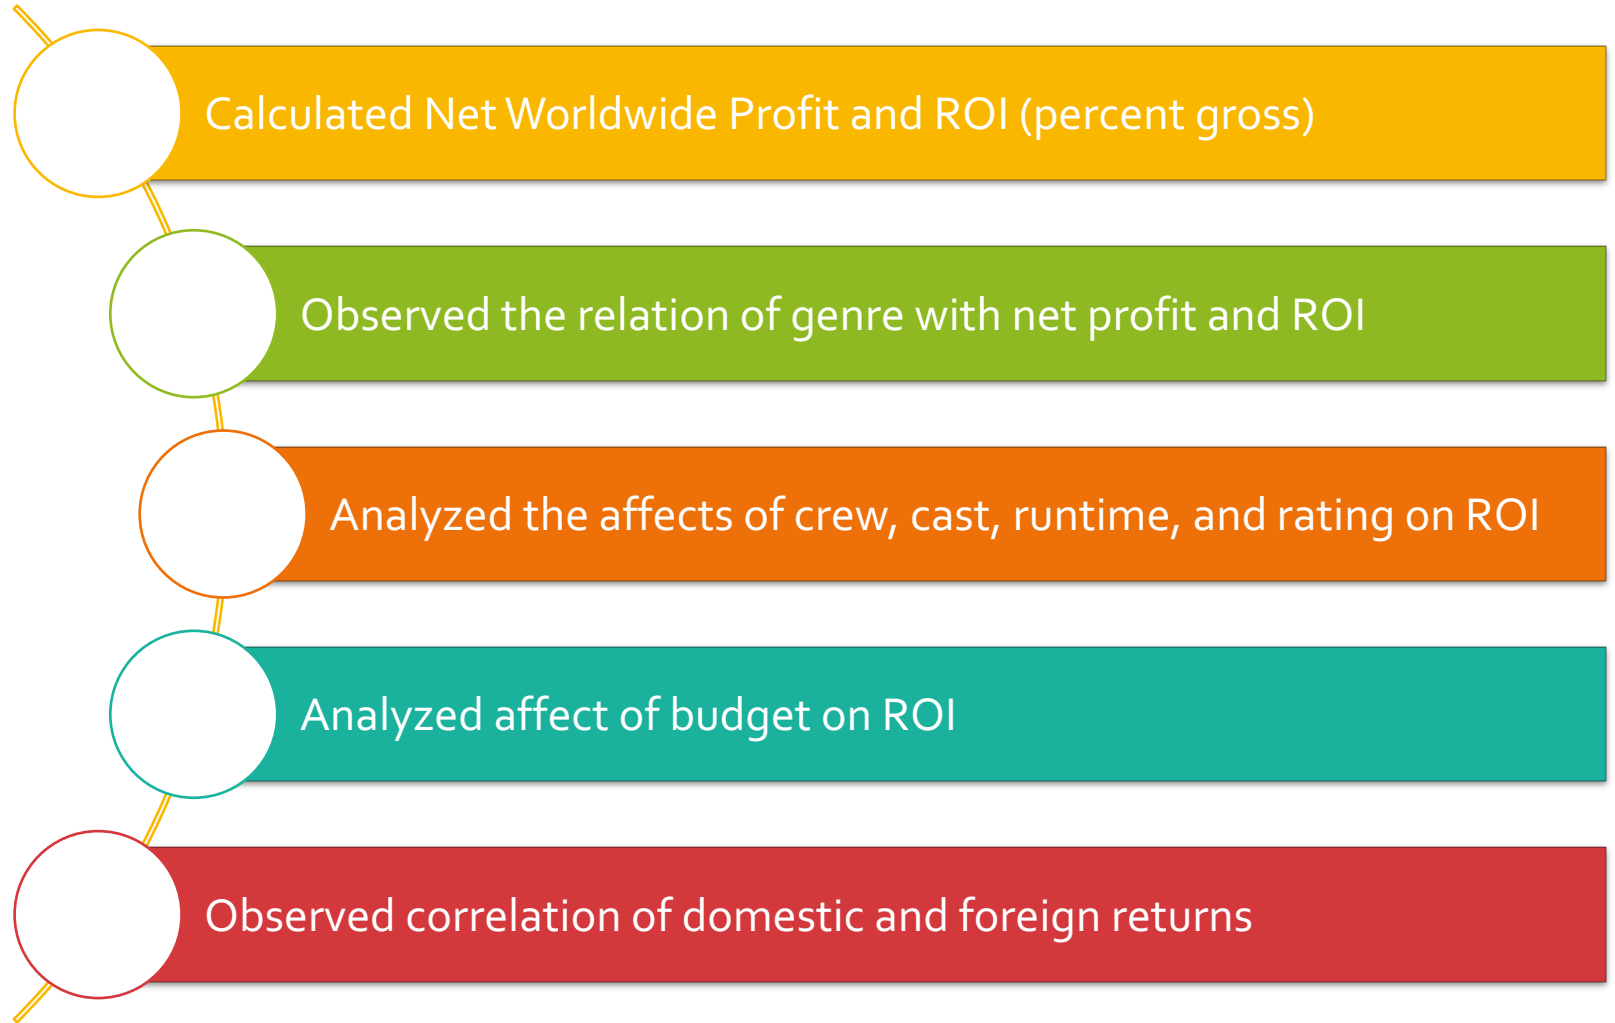 Calculated Net Worldwide Profit and ROI (percent gross)
Observed the relation of genre with net profit and ROI
Analyzed the affects of crew, cast, runtime, and rating on ROI
Analyzed affect of budget on ROI
Observed correlation of domestic and foreign returns